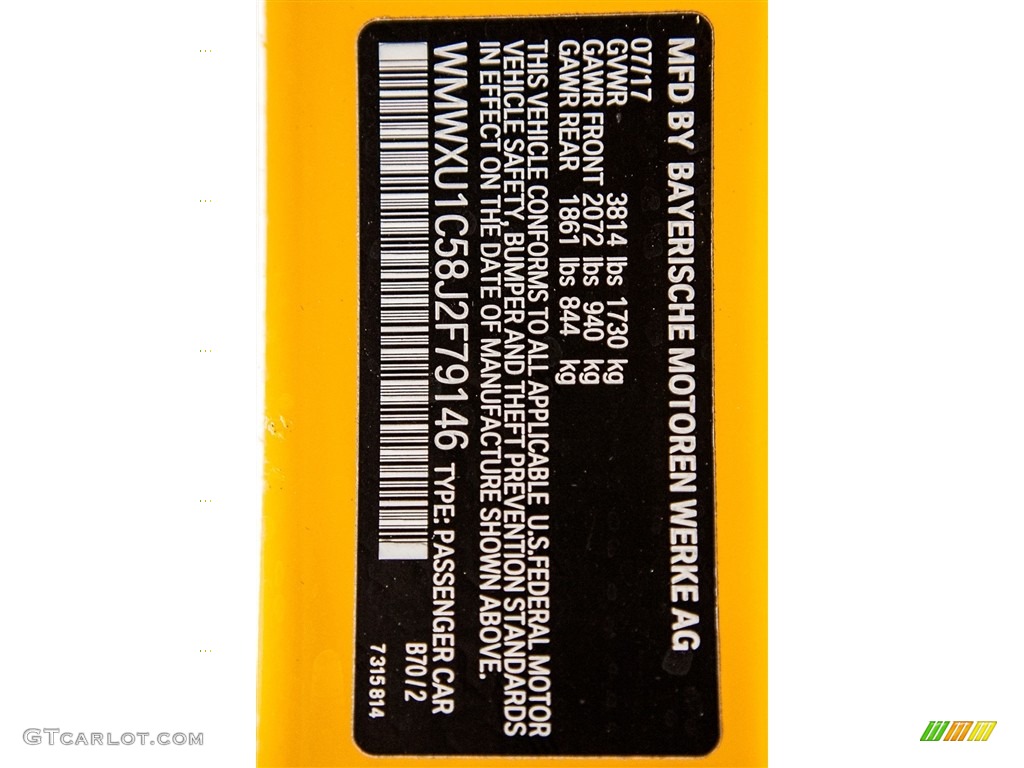 MFD BY BAYERISCHE MOTOREN WERKE AG
07/17
GVWR 3814 lbs 1730 kg
GAWR FRONT 2072 lbs 940 kg
GAWR REAR 1861 lbs 844 kg
THIS VEHICLE CONFORMS TO ALL APPLICABLE U.S.FEDERAL MOTOR
VEHICLE SAFETY, BUMPER AND THEFT PREVENTION STANDARDS
IN EFFECT ON THE DATE OF MANUFACTURE SHOWN ABOVE.
WMWXU1C58J2F79146 TYPE: PASSENGER CAR
B70/2
7315814
GTCARLOT.COM